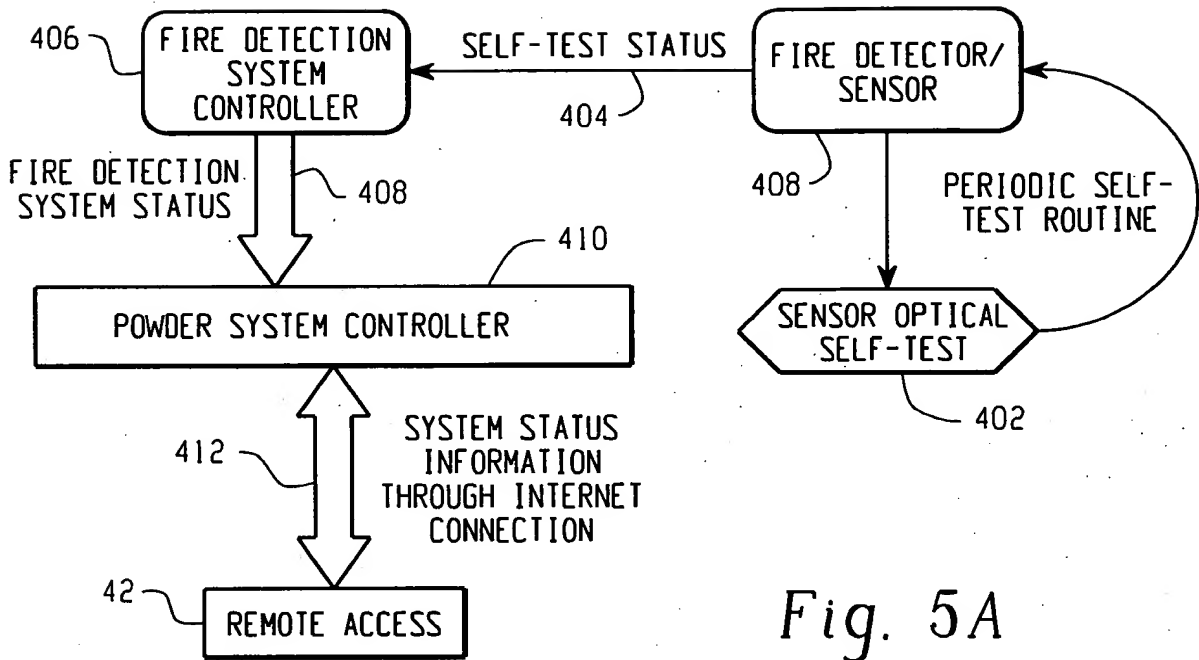 406
FIRE DETECTION
SYSTEM
CONTROLLER
SELF-TEST STATUS
404
FIRE DETECTOR/
SENSOR
408
PERIODIC SELF-
TEST ROUTINE
FIRE DETECTION
SYSTEM STATUS
408
410
POWDER SYSTEM CONTROLLER
SENSOR OPTICAL
SELF-TEST
402
412
SYSTEM STATUS
INFORMATION
THROUGH INTERNET
CONNECTION
42
REMOTE ACCESS
Fig. 5A